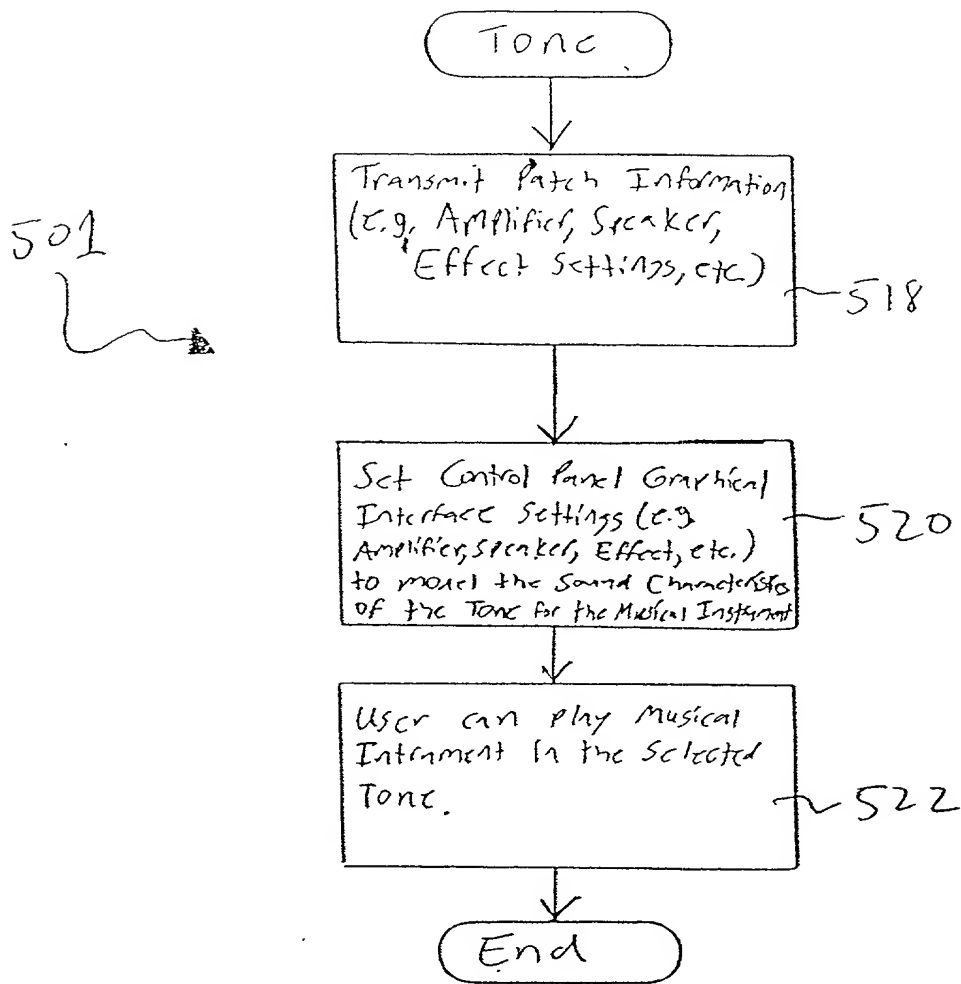 Tone
Transmit Patch Information
(e.g. Amplifier, Speaker,
Effect Settings, etc.)
501
518
Set Control Panel Graphical
Interface Settings (e.g.
Amplifier, Speaker, Effect, etc.)
to model the Sound Characteristics
of the Tone for the Musical Instrument
520
User can play Musical
Intrument in the Selected
Tone.
522
End